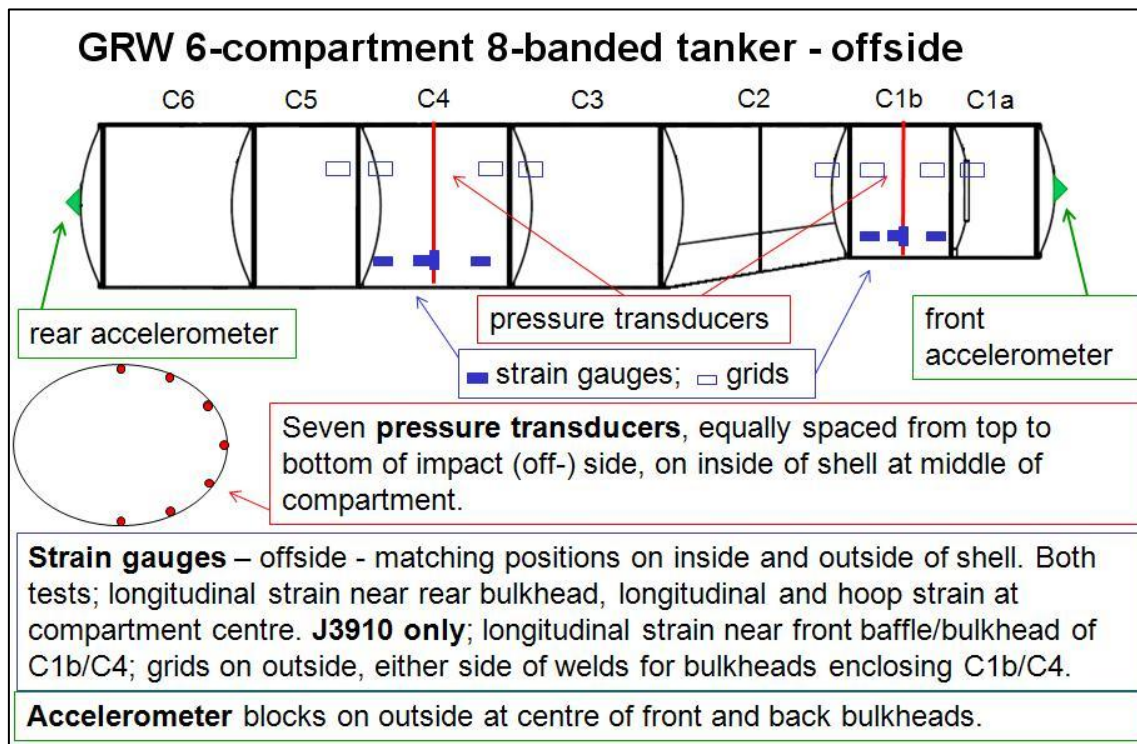 GRW 6-compartment 8-banded tanker - offside
C6 C5 C4 C3 C2 C1b C1a
rear accelerometer
pressure transducers
front
accelerometer
strain gauges; grids
Seven pressure transducers, equally spaced from top to
bottom of impact (off-) side, on inside of shell at middle of
compartment.
Strain gauges – offside - matching positions on inside and outside of shell. Both
tests; longitudinal strain near rear bulkhead, longitudinal and hoop strain at
compartment centre. J3910 only; longitudinal strain near front baffle/bulkhead of
C1b/C4; grids on outside, either side of welds for bulkheads enclosing C1b/C4.
Accelerometer blocks on outside at centre of front and back bulkheads.